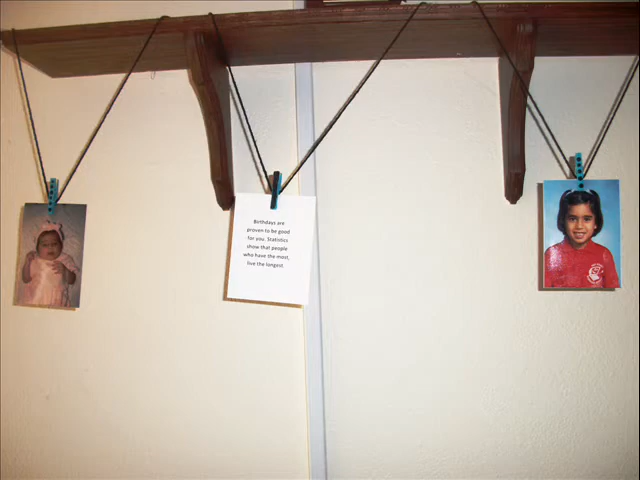 Birthdays are
proven to be good
for you. Statistics
show that people
who have the most,
live the longest.